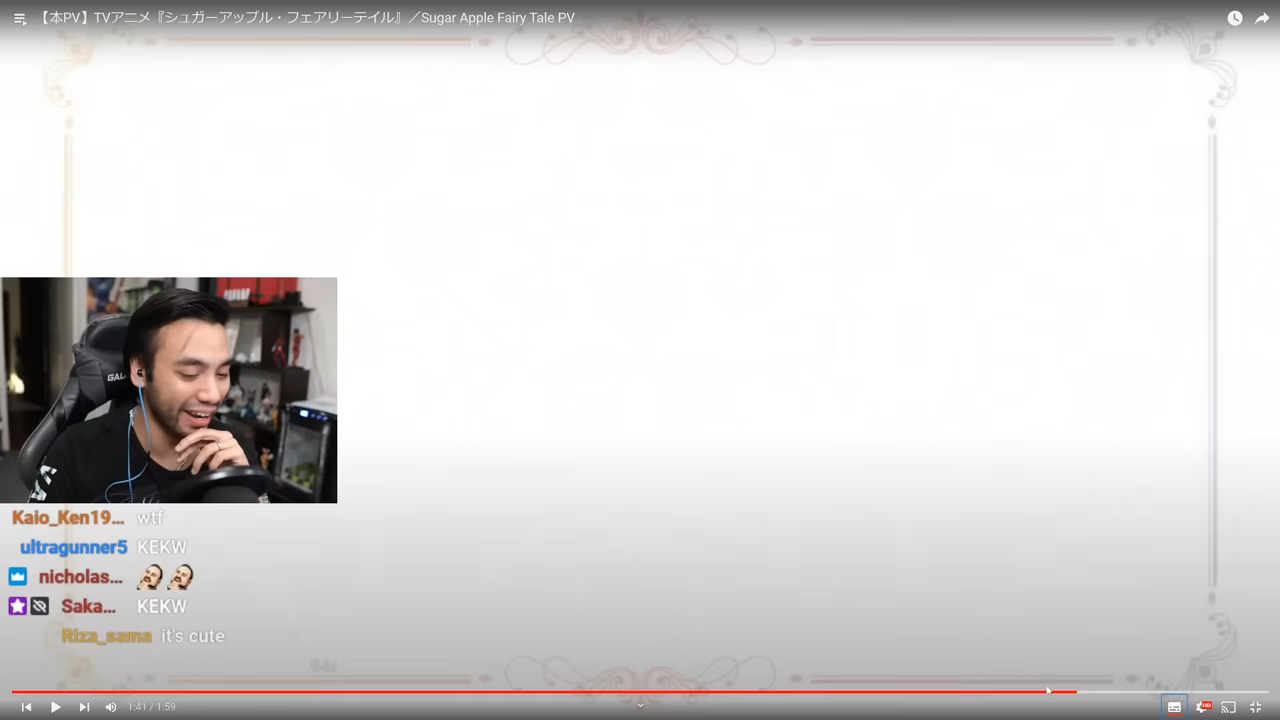 【本PV】TVアニメ『シュガーアップル・フェアリーテイル』／Sugar Apple Fairy Tale PV
GAL
Kaio_Ken19... wtf
ultragunner5 KEKW
nicholas...
Saka... KEKW
Riza_sama it's cute
1:41 / 1:59
HD